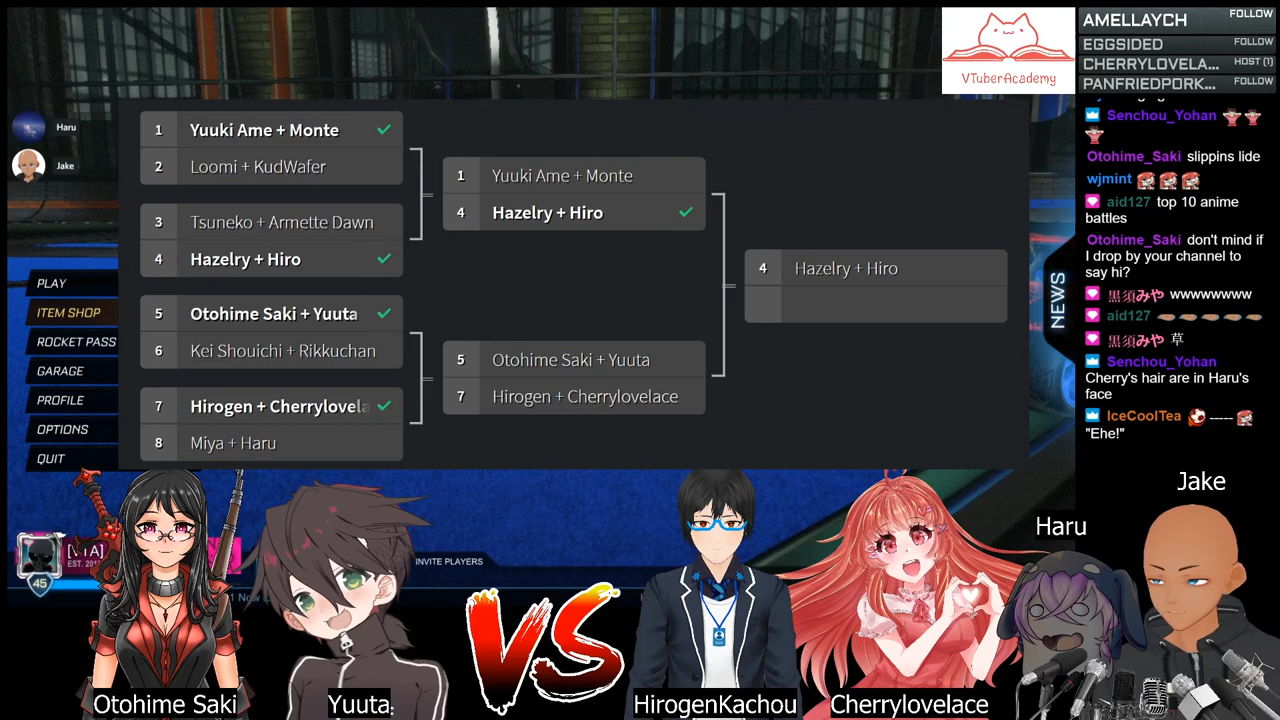 Haru
Jake
1 Yuuki Ame + Monte
2 Loomi + KudWafer
3 Tsuneko + Armette Dawn
4 Hazelry + Hiro
5 Otohime Saki + Yuuta
6 Kei Shouichi + Rikkuchan
7 Hirogen + Cherrylovela
8 Miya + Haru
1 Yuuki Ame + Monte
4 Hazelry + Hiro
5 Otohime Saki + Yuuta
7 Hirogen + Cherrylovelace
4 Hazelry + Hiro
PLAY
ITEM SHOP
ROCKET PASS
GARAGE
PROFILE
OPTIONS
QUIT
45
INVITE PLAYERS
NEWS
VTuberAcademy
AMELLAYCH FOLLOW
EGGSIDED FOLLOW
CHERRYLOVELA... HOST (1)
PANFRIEDPORK... FOLLOW
Senchou_Yohan
Otohime_Saki slippins lide
wjmint
aid127 top 10 anime
battles
Otohime_Saki don't mind if
I drop by your channel to
say hi?
黒須みや wwwwwwww
aid127
黒須みや 草
Senchou_Yohan
Cherry's hair are in Haru's
face
IceCoolTea -----
"Ehe!"
Otohime Saki
Yuuta
VS
HirogenKachou
Cherrylovelace
Haru
Jake